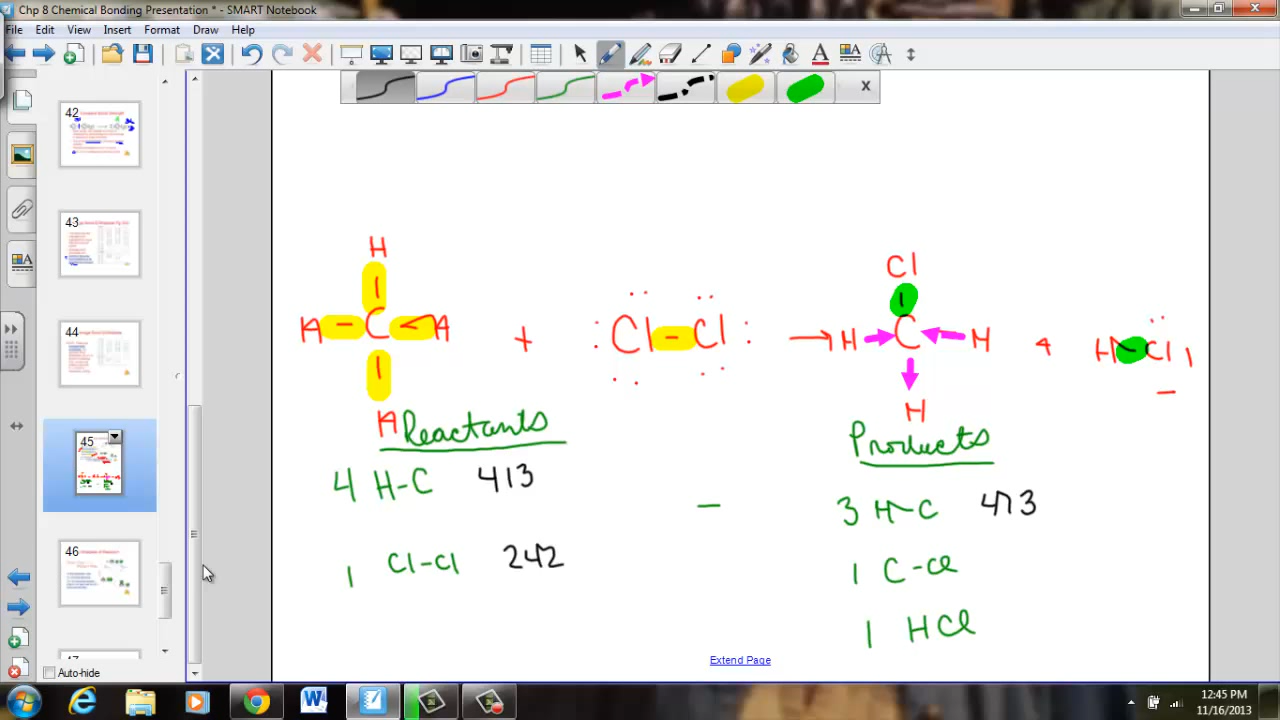 Chp 8 Chemical Bonding Presentation * - SMART Notebook
File Edit View Insert Format Draw Help
x
42
43
44
45
46
47
Auto-hide
H
H - C - H + : Cl - Cl : → H C H + H Cl
Cl
H
H
Reactants
Products
4 H-C 413
- 3 H-C 413
1 Cl-Cl 242
1 C-Cl
1 HCl
Extend Page
12:45 PM
11/16/2013